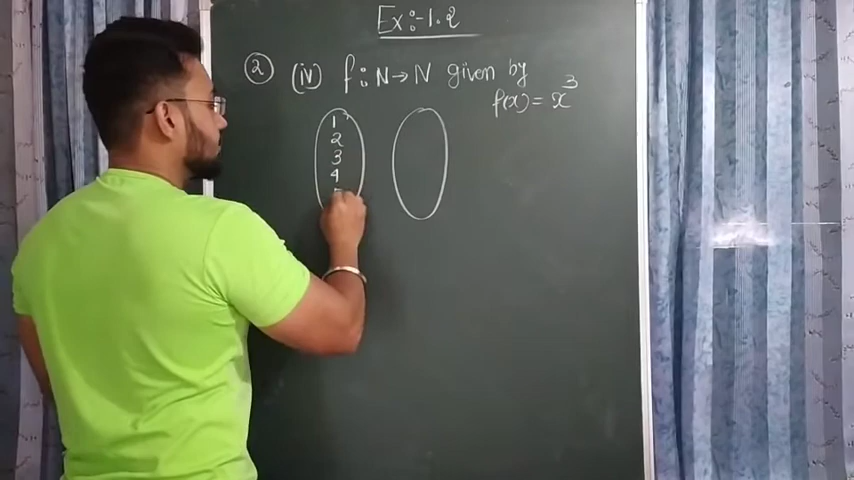 Ex:-1.2
② (iv) f:N→N given by
f(x)= x³
1
2
3
4